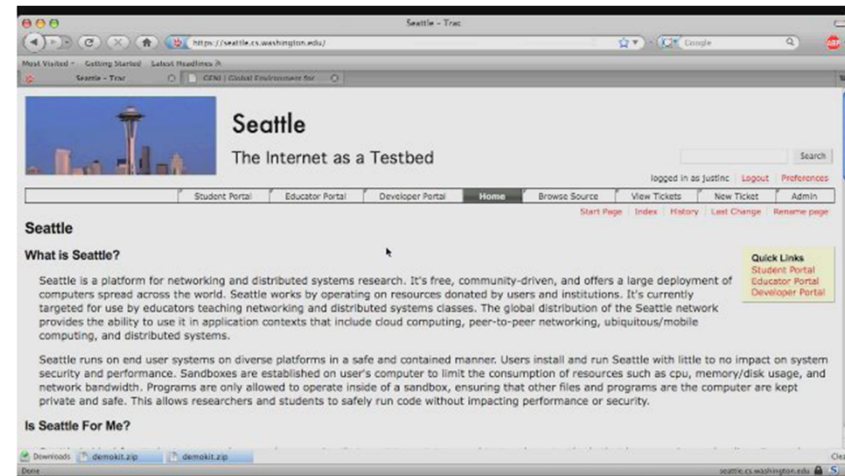 Seattle - Trac
https://seattle.cs.washington.edu/
Google
Most Visited Getting Started Latest Headlines
Seattle - Trac GENI | Global Environment for
Seattle
The Internet as a Testbed
Search
logged in as justinc Logout Preferences
Student Portal Educator Portal Developer Portal Home Browse Source View Tickets New Ticket Admin
Start Page Index History Last Change Rename page
Seattle
What is Seattle?
Quick Links
Student Portal
Educator Portal
Developer Portal
Seattle is a platform for networking and distributed systems research. It's free, community-driven, and offers a large deployment of
computers spread across the world. Seattle works by operating on resources donated by users and institutions. It's currently
targeted for use by educators teaching networking and distributed systems classes. The global distribution of the Seattle network
provides the ability to use it in application contexts that include cloud computing, peer-to-peer networking, ubiquitous/mobile
computing, and distributed systems.
Seattle runs on end user systems on diverse platforms in a safe and contained manner. Users install and run Seattle with little to no impact on system
security and performance. Sandboxes are established on user's computer to limit the consumption of resources such as cpu, memory/disk usage, and
network bandwidth. Programs are only allowed to operate inside of a sandbox, ensuring that other files and programs are the computer are kept
private and safe. This allows researchers and students to safely run code without impacting performance or security.
Is Seattle For Me?
Downloads demokit.zip demokit.zip
Done
seattle.cs.washington.edu